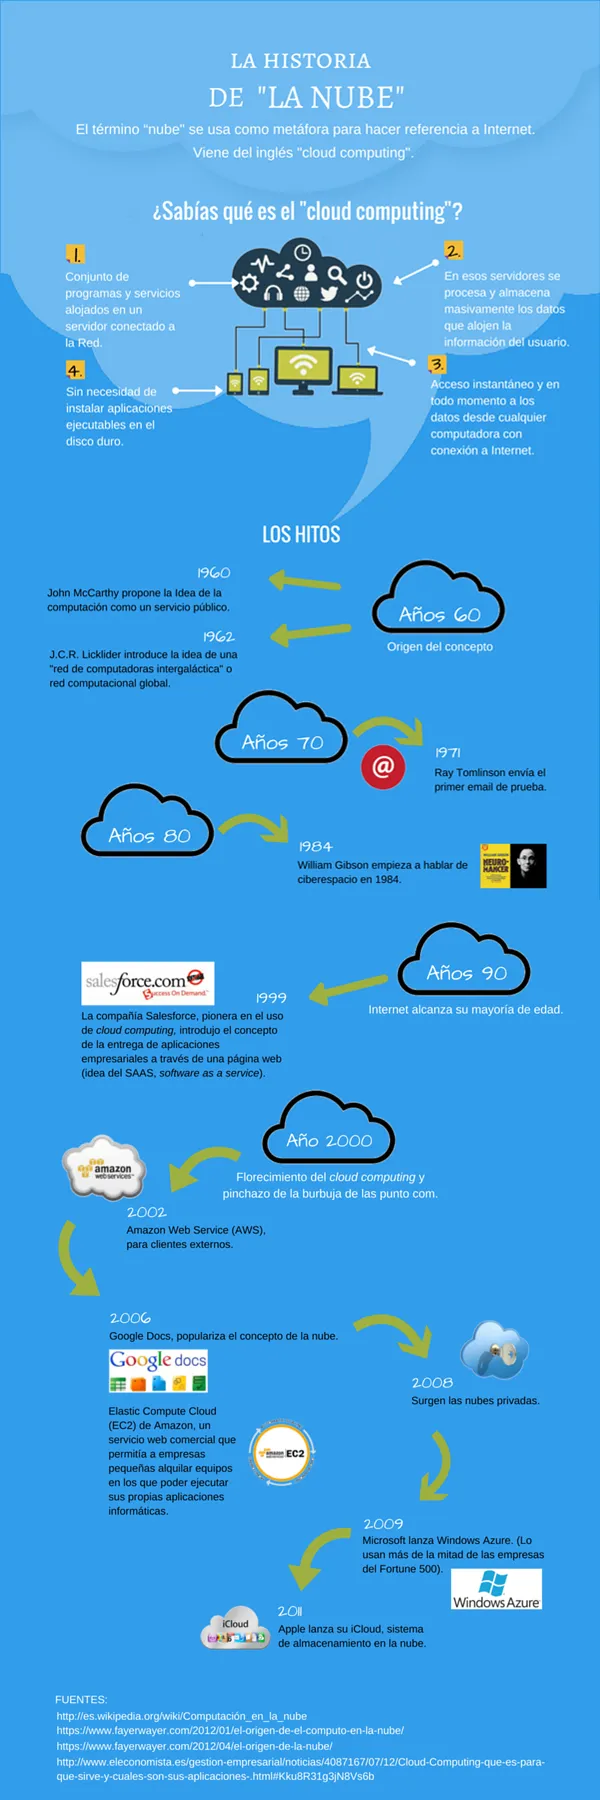 LA HISTORIA
DE "LA NUBE"
El término "nube" se usa como metáfora para hacer referencia a Internet.
Viene del inglés "cloud computing".
¿Sabías qué es el "cloud computing"?
1.
Conjunto de
programas y servicios
alojados en un
servidor conectado a
la Red.
2.
En esos servidores se
procesa y almacena
masivamente los datos
que alojen la
información del usuario.
3.
Acceso instantáneo y en
todo momento a los
datos desde cualquier
computadora con
conexión a Internet.
4.
Sin necesidad de
instalar aplicaciones
ejecutables en el
disco duro.
LOS HITOS
Años 60
Origen del concepto
1960
John McCarthy propone la Idea de la
computación como un servicio público.
1962
J.C.R. Licklider introduce la idea de una
"red de computadoras intergaláctica" o
red computacional global.
Años 70
@
1971
Ray Tomlinson envía el
primer email de prueba.
Años 80
1984
William Gibson empieza a hablar de
ciberespacio en 1984.
WILLIAM GIBSON
NEURO-
MANCER
Años 90
Internet alcanza su mayoría de edad.
salesforce.com
Success On Demand.™
1999
La compañía Salesforce, pionera en el uso
de cloud computing, introdujo el concepto
de la entrega de aplicaciones
empresariales a través de una página web
(idea del SAAS, software as a service).
Año 2000
Florecimiento del cloud computing y
pinchazo de la burbuja de las punto com.
amazon
webservices™
2002
Amazon Web Service (AWS),
para clientes externos.
2006
Google Docs, populariza el concepto de la nube.
Google docs
Elastic Compute Cloud
(EC2) de Amazon, un
servicio web comercial que
permitía a empresas
pequeñas alquilar equipos
en los que poder ejecutar
sus propias aplicaciones
informáticas.
amazon EC2
2008
Surgen las nubes privadas.
2009
Microsoft lanza Windows Azure. (Lo
usan más de la mitad de las empresas
del Fortune 500).
Windows Azure™
2011
Apple lanza su iCloud, sistema
de almacenamiento en la nube.
iCloud
FUENTES:
http://es.wikipedia.org/wiki/Computación_en_la_nube
https://www.fayerwayer.com/2012/01/el-origen-de-el-computo-en-la-nube/
https://www.fayerwayer.com/2012/04/el-origen-de-la-nube/
http://www.eleconomista.es/gestion-empresarial/noticias/4087167/07/12/Cloud-Computing-que-es-para-
que-sirve-y-cuales-son-sus-aplicaciones-.html#Kku8R31g3jN8Vs6b